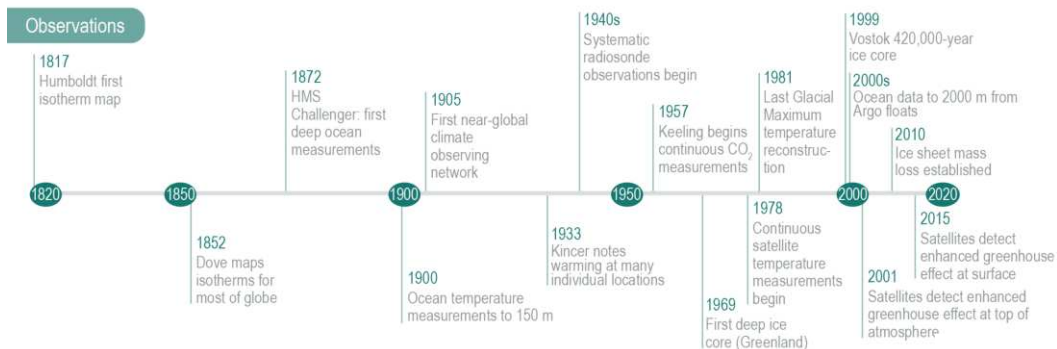 Observations
1817
Humboldt first
isotherm map
1872
HMS
Challenger: first
deep ocean
measurements
1905
First near-global
climate
observing
network
1940s
Systematic
radiosonde
observations begin
1957
Keeling begins
continuous CO₂
measurements
1981
Last Glacial
Maximum
temperature
reconstruc-
tion
1999
Vostok 420,000-year
ice core
2000s
Ocean data to 2000 m from
Argo floats
2010
Ice sheet mass
loss established
1820
1850
1900
1950
2000
2020
1852
Dove maps
isotherms for
most of globe
1900
Ocean temperature
measurements to 150 m
1933
Kincer notes
warming at many
individual locations
1969
First deep ice
core (Greenland)
1978
Continuous
satellite
temperature
measurements
begin
2001
Satellites detect enhanced
greenhouse effect at top of
atmosphere
2015
Satellites detect
enhanced greenhouse
effect at surface